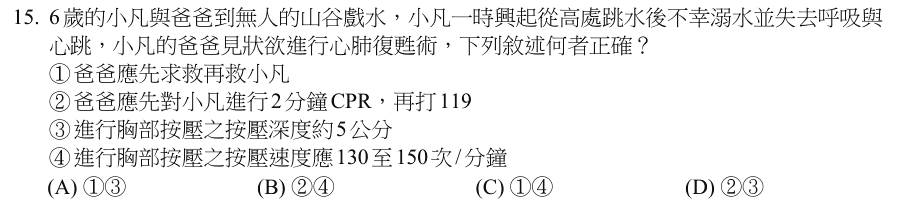 15. 6歲的小凡與爸爸到無人的山谷戲水，小凡一時興起從高處跳水後不幸溺水並失去呼吸與
心跳，小凡的爸爸見狀欲進行心肺復甦術，下列敘述何者正確？
①爸爸應先求救再救小凡
②爸爸應先對小凡進行2分鐘CPR，再打119
③進行胸部按壓之按壓深度約5公分
④進行胸部按壓之按壓速度應130至150次/分鐘
(A) ①③ (B) ②④ (C) ①④ (D) ②③